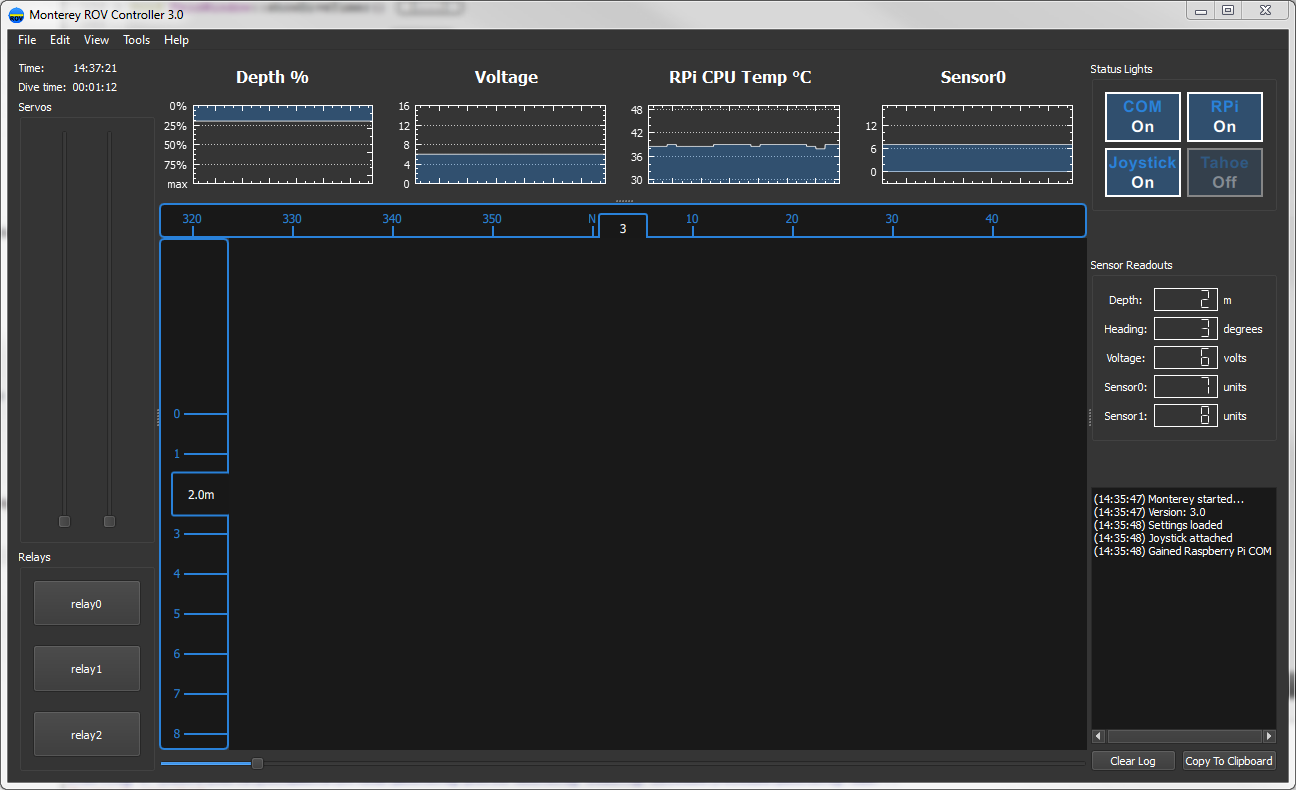 Monterey ROV Controller 3.0
File Edit View Tools Help
Time: 14:37:21
Dive time: 00:01:12
Servos
Relays
relay0
relay1
relay2
Depth %
0%
25%
50%
75%
max
Voltage
16
12
8
4
0
RPi CPU Temp °C
48
42
36
30
Sensor0
12
6
0
320 330 340 350 N 3 10 20 30 40
0
1
2.0m
3
4
5
6
7
8
Status Lights
COM On
RPi On
Joystick On
Tahoe Off
Sensor Readouts
Depth: 2 m
Heading: 3 degrees
Voltage: 6 volts
Sensor0: 7 units
Sensor1: 8 units
(14:35:47) Monterey started...
(14:35:47) Version: 3.0
(14:35:48) Settings loaded
(14:35:48) Joystick attached
(14:35:48) Gained Raspberry Pi COM
Clear Log Copy To Clipboard